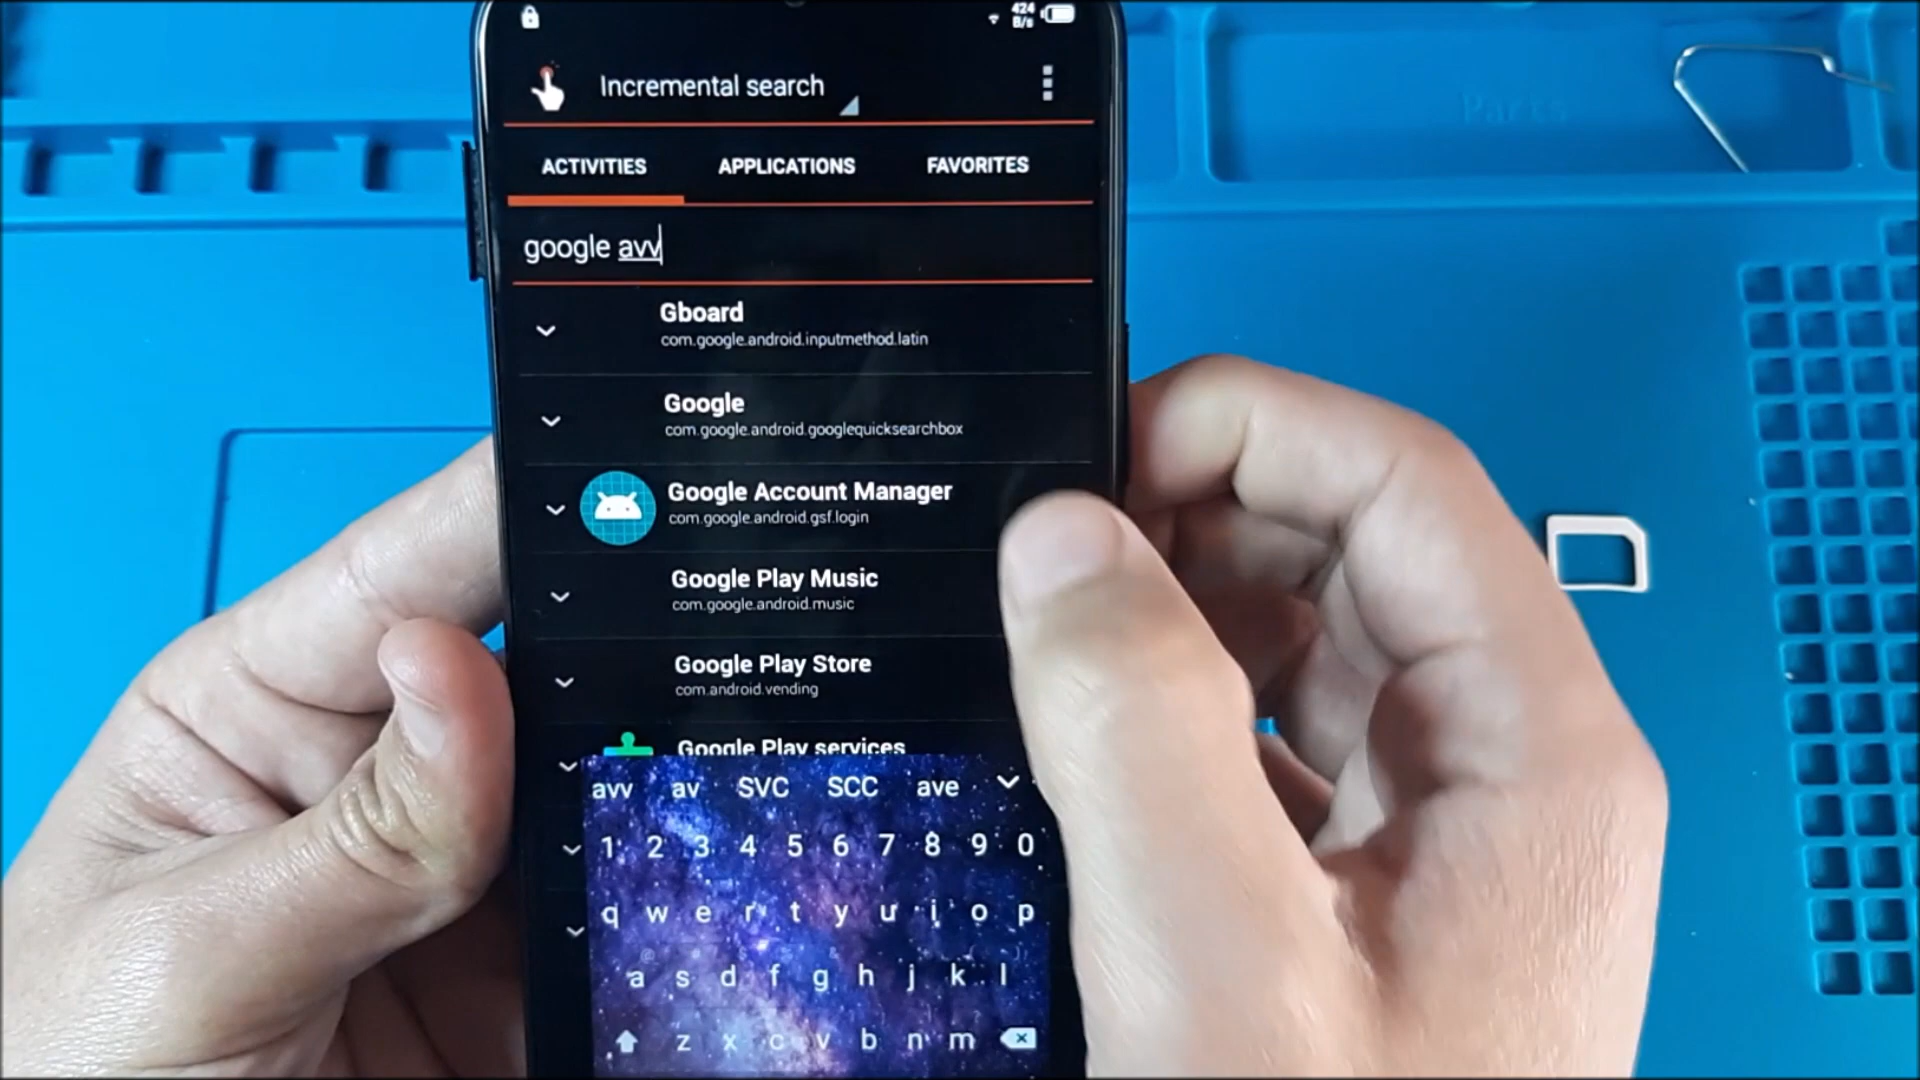 424
B/s
Incremental search
ACTIVITIES APPLICATIONS FAVORITES
google avv
Gboard
com.google.android.inputmethod.latin
Google
com.google.android.googlequicksearchbox
Google Account Manager
com.google.android.gsf.login
Google Play Music
com.google.android.music
Google Play Store
com.android.vending
Google Play services
avv av SVC SCC ave
1 2 3 4 5 6 7 8 9 0
q w e r t y u i o p
a s d f g h j k l
z x c v b n m
Parts